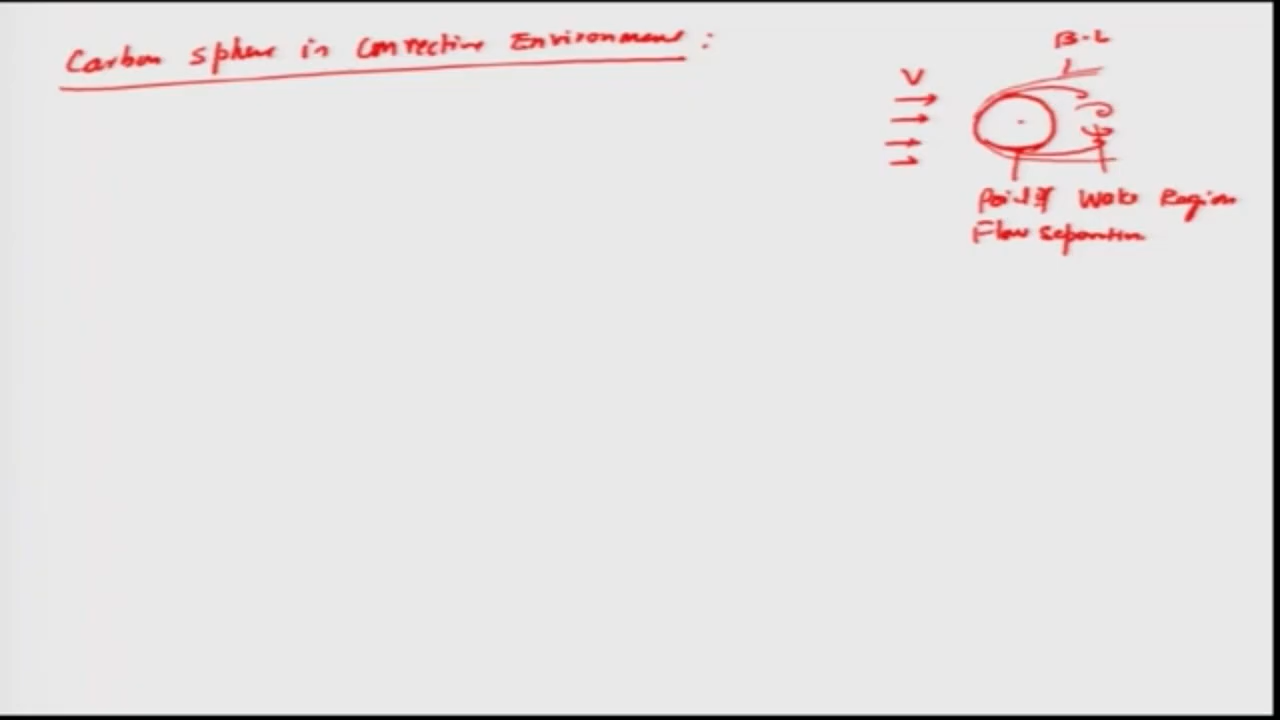 Carbon sphere in Convective Environment :
B-L
V
Point of Wake Region
Flow separation